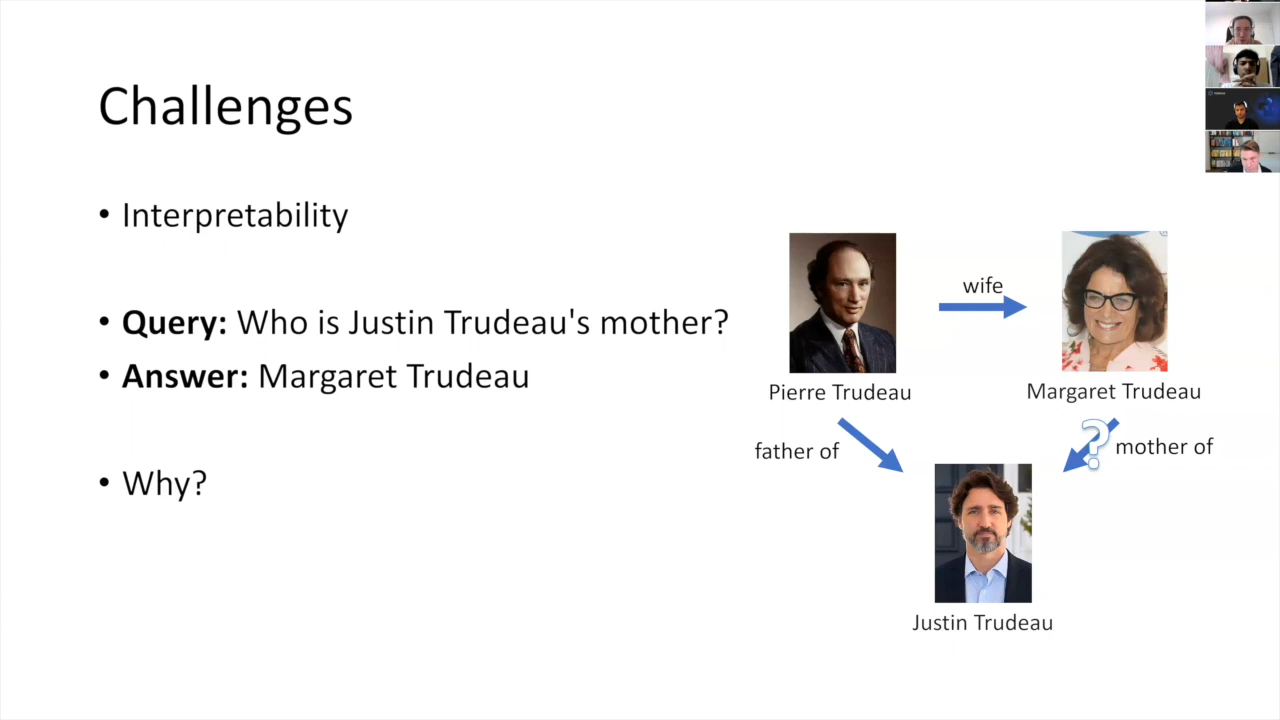 Challenges
• Interpretability
• Query: Who is Justin Trudeau's mother?
• Answer: Margaret Trudeau
• Why?
wife
Pierre Trudeau
Margaret Trudeau
father of
?
mother of
Justin Trudeau